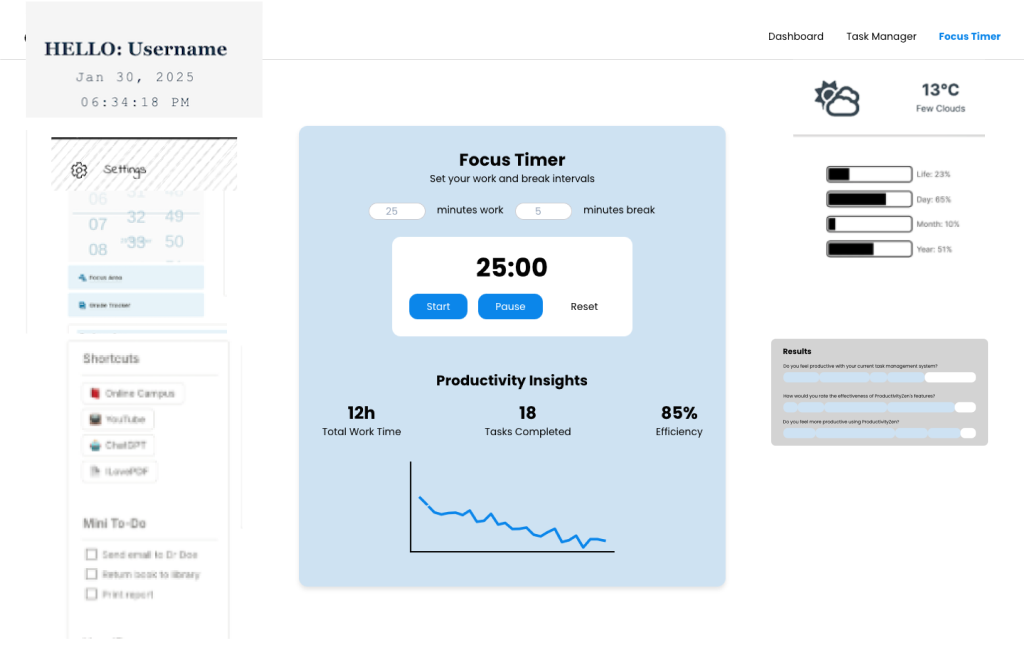 HELLO: Username
Jan 30, 2025
06:34:18 PM
Dashboard
Task Manager
Focus Timer
13°C
Few Clouds
Settings
06
31
48
07
32
49
08
33
50
Focus Area
Grade Tracker
Shortcuts
Online Campus
YouTube
ChatGPT
ILovePDF
Mini To-Do
Send email to Dr Doe
Return book to library
Print report
Focus Timer
Set your work and break intervals
25 minutes work 5 minutes break
25:00
Start Pause Reset
Productivity Insights
12h 18 85%
Total Work Time Tasks Completed Efficiency
Life: 23%
Day: 65%
Month: 10%
Year: 51%
Results
Do you feel productive with your current task management system?
How would you rate the effectiveness of ProductivityZen's features?
Do you feel more productive using ProductivityZen?